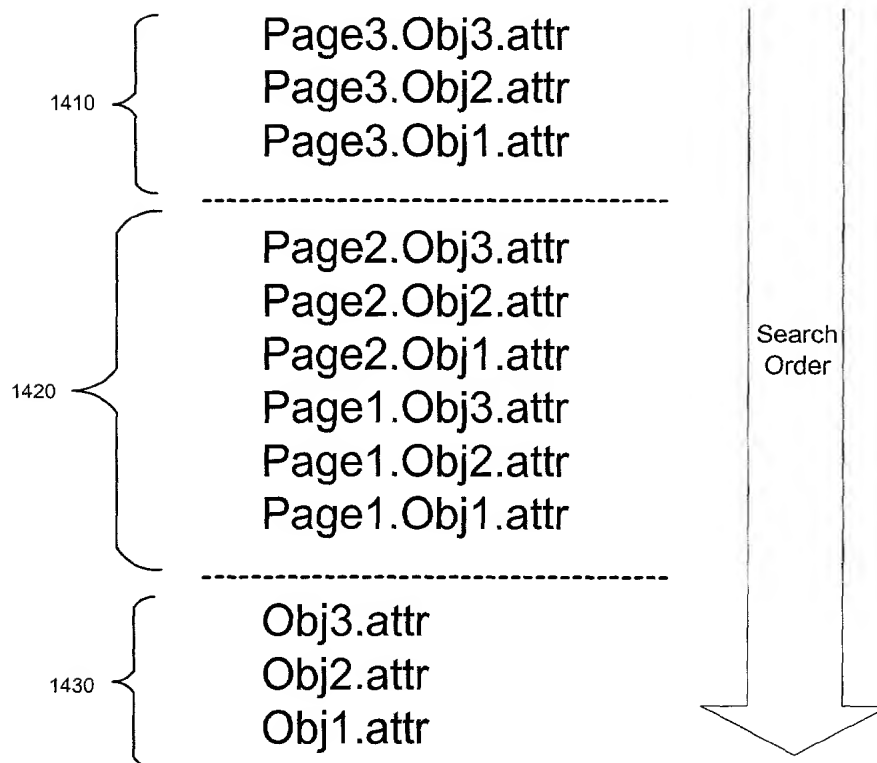 1410
Page3.Obj3.attr
Page3.Obj2.attr
Page3.Obj1.attr
1420
Page2.Obj3.attr
Page2.Obj2.attr
Page2.Obj1.attr
Page1.Obj3.attr
Page1.Obj2.attr
Page1.Obj1.attr
1430
Obj3.attr
Obj2.attr
Obj1.attr
Search
Order